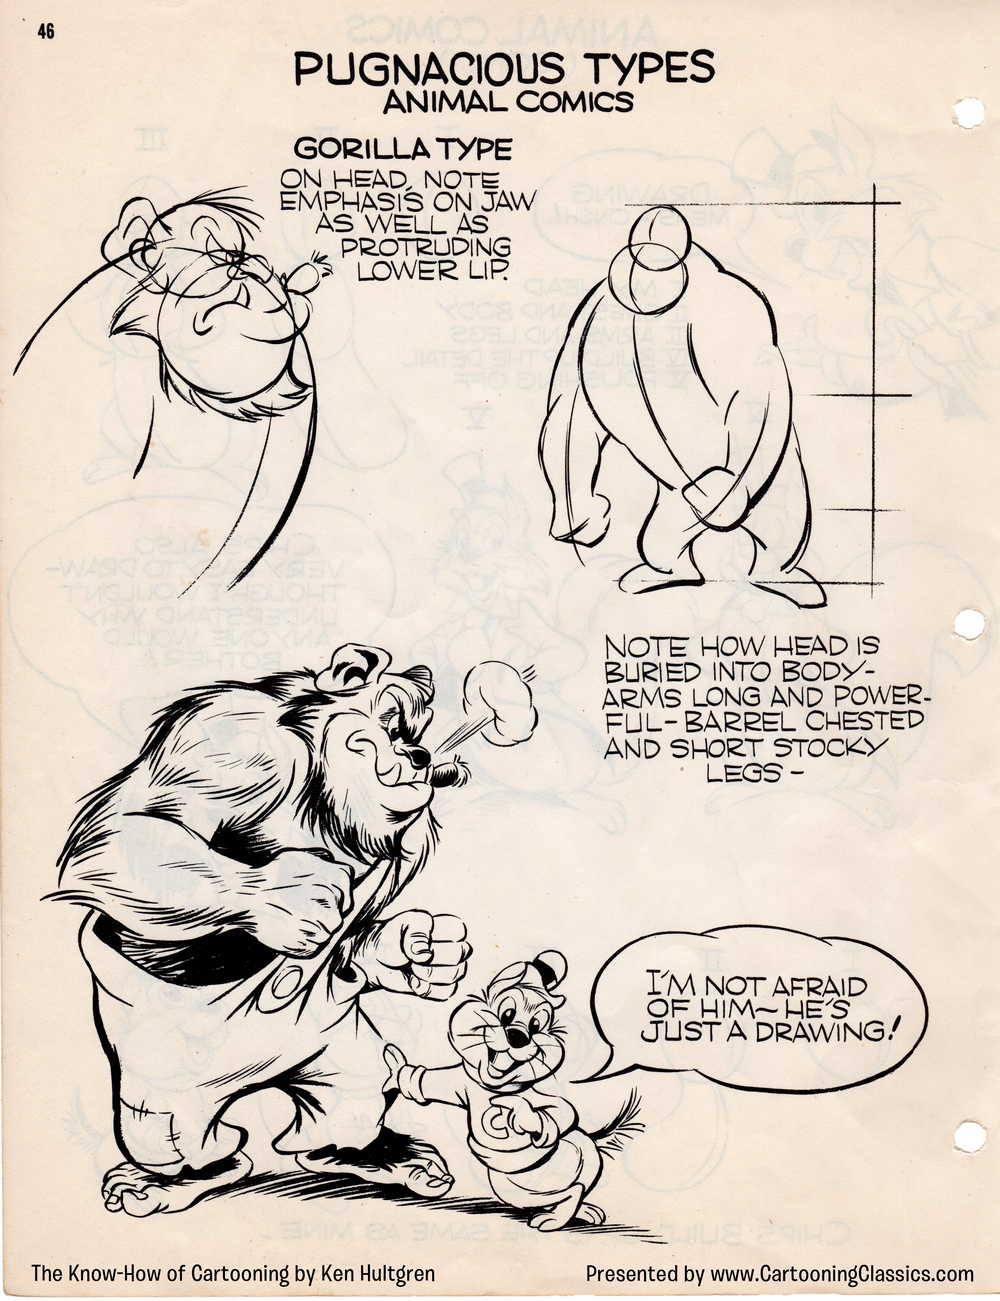 46
PUGNACIOUS TYPES
ANIMAL COMICS
GORILLA TYPE
ON HEAD, NOTE
EMPHASIS ON JAW
AS WELL AS
PROTRUDING
LOWER LIP.
NOTE HOW HEAD IS
BURIED INTO BODY-
ARMS LONG AND POWER-
FUL-BARREL CHESTED
AND SHORT STOCKY
LEGS -
I'M NOT AFRAID
OF HIM~HE'S
JUST A DRAWING!
C
The Know-How of Cartooning by Ken Hultgren
Presented by www.CartooningClassics.com